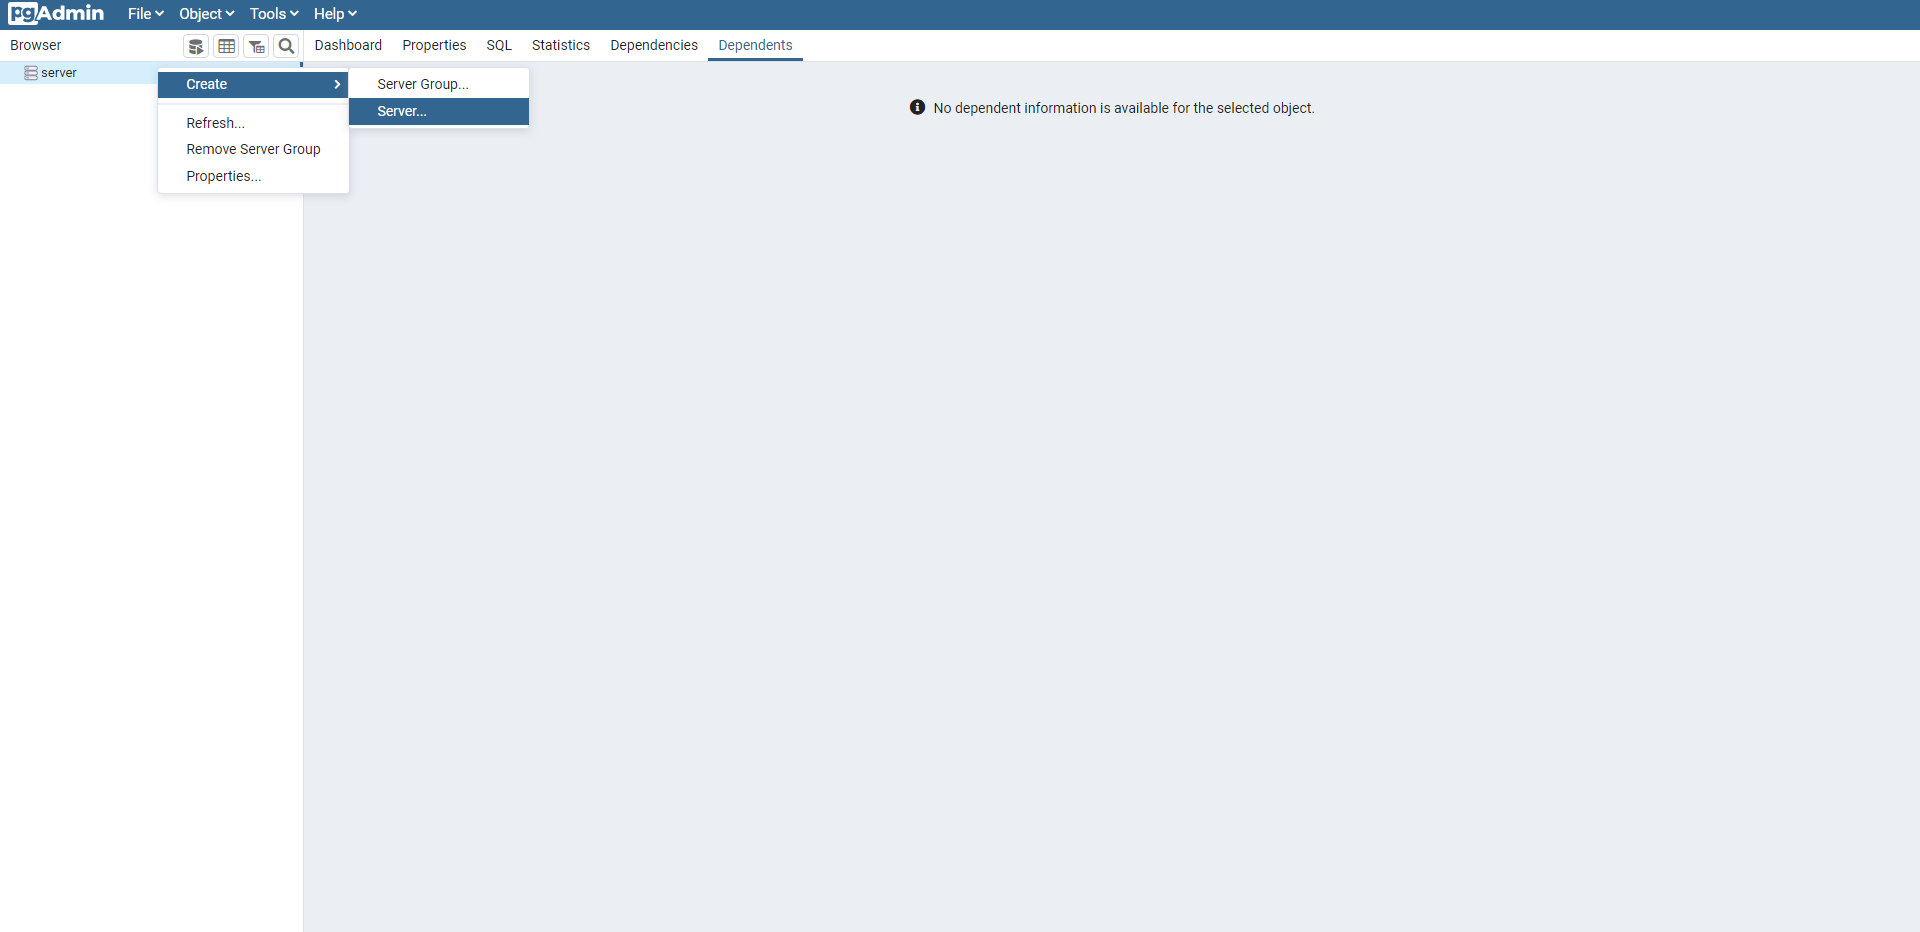 pgAdmin File Object Tools Help
Browser
Dashboard Properties SQL Statistics Dependencies Dependents
server
Create
Server Group...
Server...
Refresh...
Remove Server Group
Properties...
No dependent information is available for the selected object.